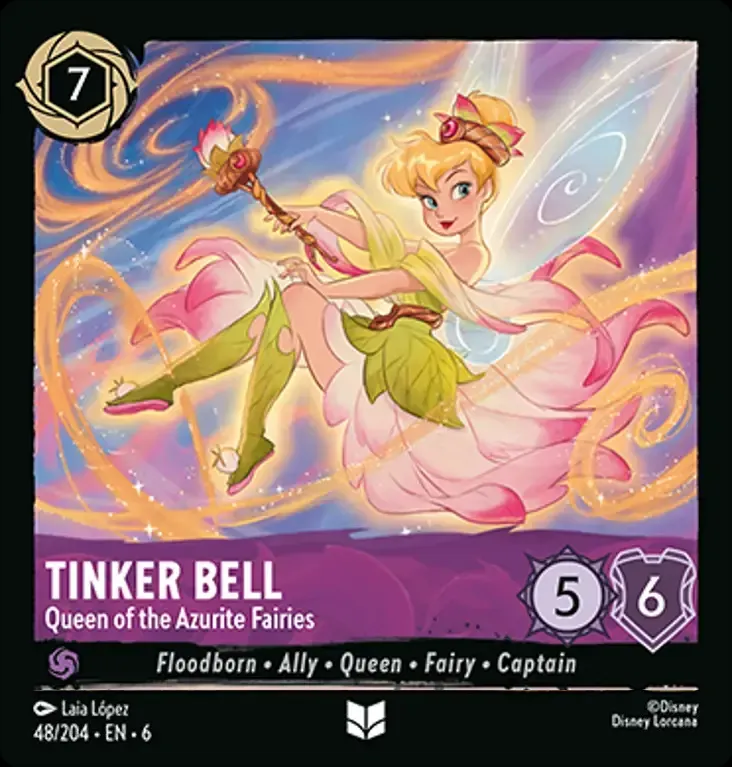 7
TINKER BELL
Queen of the Azurite Fairies
5
6
Floodborn • Ally • Queen • Fairy • Captain
Laia López
48/204 • EN • 6
©Disney
Disney Lorcana